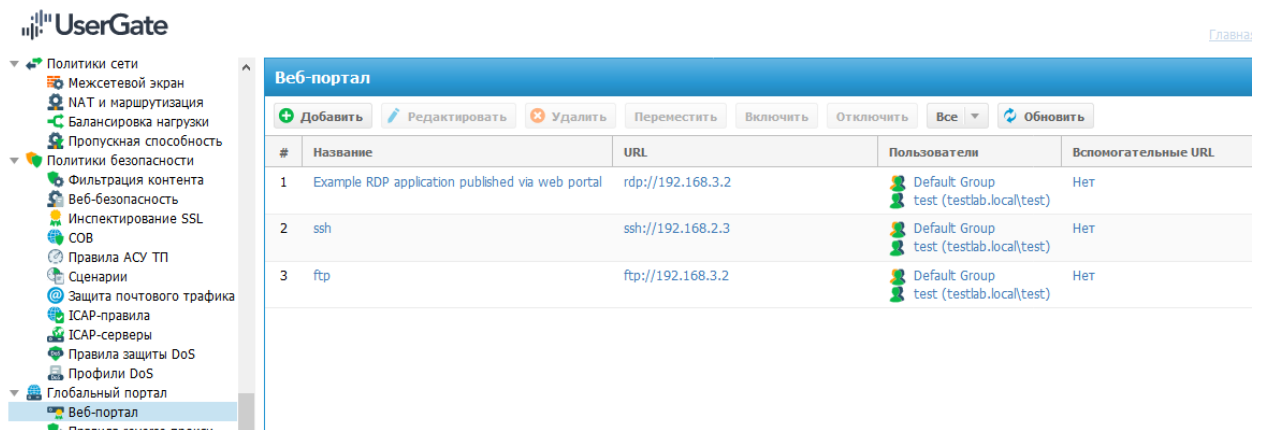 UserGate
Главная
Политики сети
Межсетевой экран
NAT и маршрутизация
Балансировка нагрузки
Пропускная способность
Политики безопасности
Фильтрация контента
Веб-безопасность
Инспектирование SSL
СОВ
Правила АСУ ТП
Сценарии
Защита почтового трафика
ICAP-правила
ICAP-серверы
Правила защиты DoS
Профили DoS
Глобальный портал
Веб-портал
Веб-портал
Добавить Редактировать Удалить Переместить Включить Отключить Все Обновить
# Название URL Пользователи Вспомогательные URL
1 Example RDP application published via web portal rdp://192.168.3.2 Default Group Нет
test (testlab.local\test)
2 ssh ssh://192.168.2.3 Default Group Нет
test (testlab.local\test)
3 ftp ftp://192.168.3.2 Default Group Нет
test (testlab.local\test)